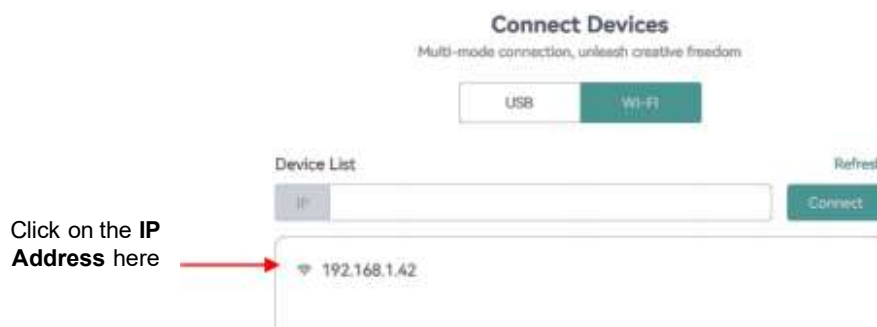 Connect Devices
Multi-mode connection, unleash creative freedom
USB
WI-FI
Device List
Refresh
IP
Connect
Click on the IP
Address here
192.168.1.42